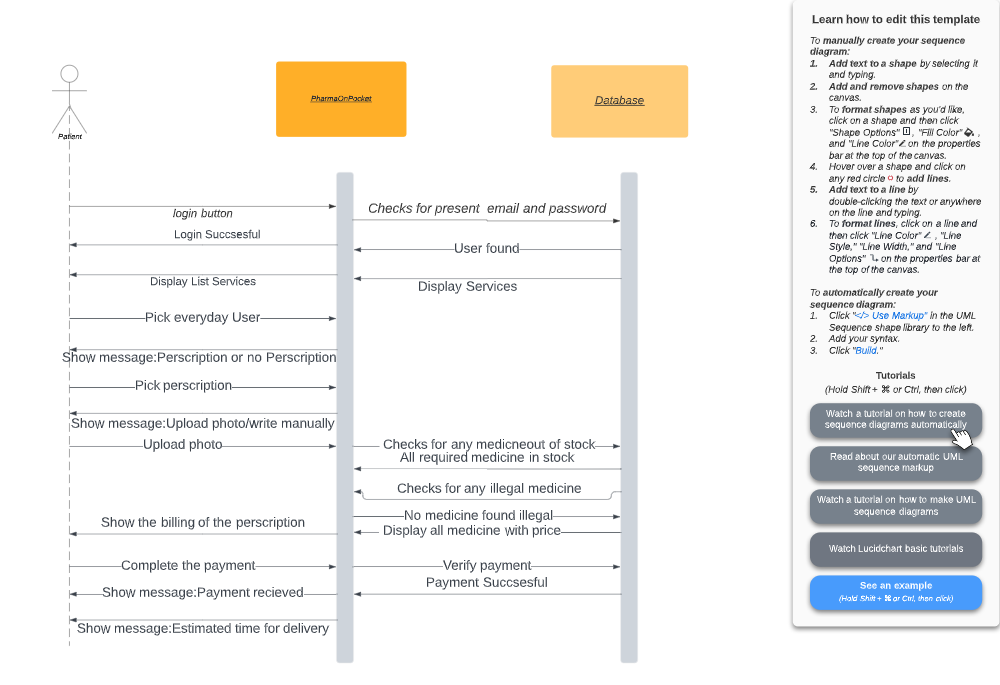 Patient
PharmaOnPocket
Database
login button
Checks for present email and password
Login Succsesful
User found
Display List Services
Display Services
Pick everyday User
Show message:Perscription or no Perscription
Pick perscription
Show message:Upload photo/write manually
Upload photo
Checks for any medicneout of stock
All required medicine in stock
Checks for any illegal medicine
No medicine found illegal
Show the billing of the perscription
Display all medicine with price
Complete the payment
Verify payment
Payment Succsesful
Show message:Payment recieved
Show message:Estimated time for delivery
Learn how to edit this template
To manually create your sequence
diagram:
1. Add text to a shape by selecting it
and typing.
2. Add and remove shapes on the
canvas.
3. To format shapes as you'd like,
click on a shape and then click
"Shape Options" , "Fill Color" ,
and "Line Color" on the properties
bar at the top of the canvas.
4. Hover over a shape and click on
any red circle to add lines.
5. Add text to a line by
double-clicking the text or anywhere
on the line and typing.
6. To format lines, click on a line and
then click "Line Color" , "Line
Style," "Line Width," and "Line
Options" on the properties bar at
the top of the canvas.
To automatically create your
sequence diagram:
1. Click "</> Use Markup" in the UML
Sequence shape library to the left.
2. Add your syntax.
3. Click "Build."
Tutorials
(Hold Shift + ⌘ or Ctrl, then click)
Watch a tutorial on how to create
sequence diagrams automatically
Read about our automatic UML
sequence markup
Watch a tutorial on how to make UML
sequence diagrams
Watch Lucidchart basic tutorials
See an example
(Hold Shift + ⌘ or Ctrl, then click)